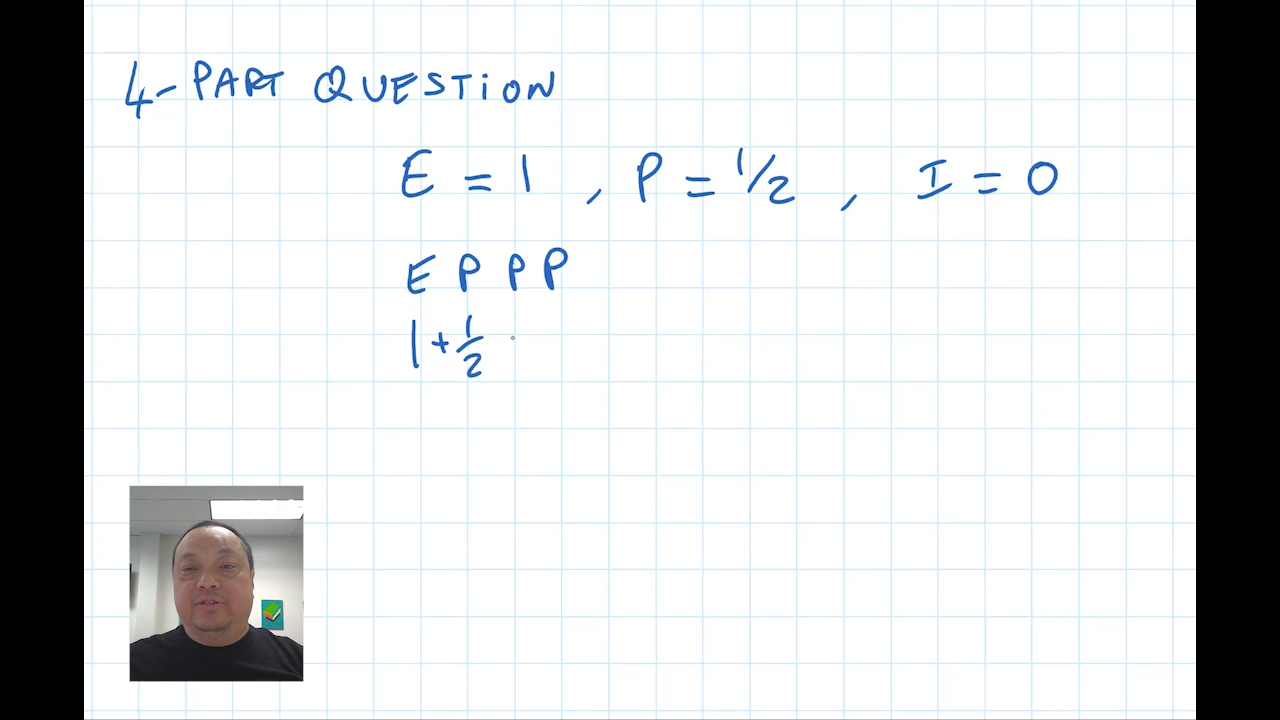 4-PART QUESTION
E = 1 , P = 1/2 , I = 0
E P P P
1 + 1/2